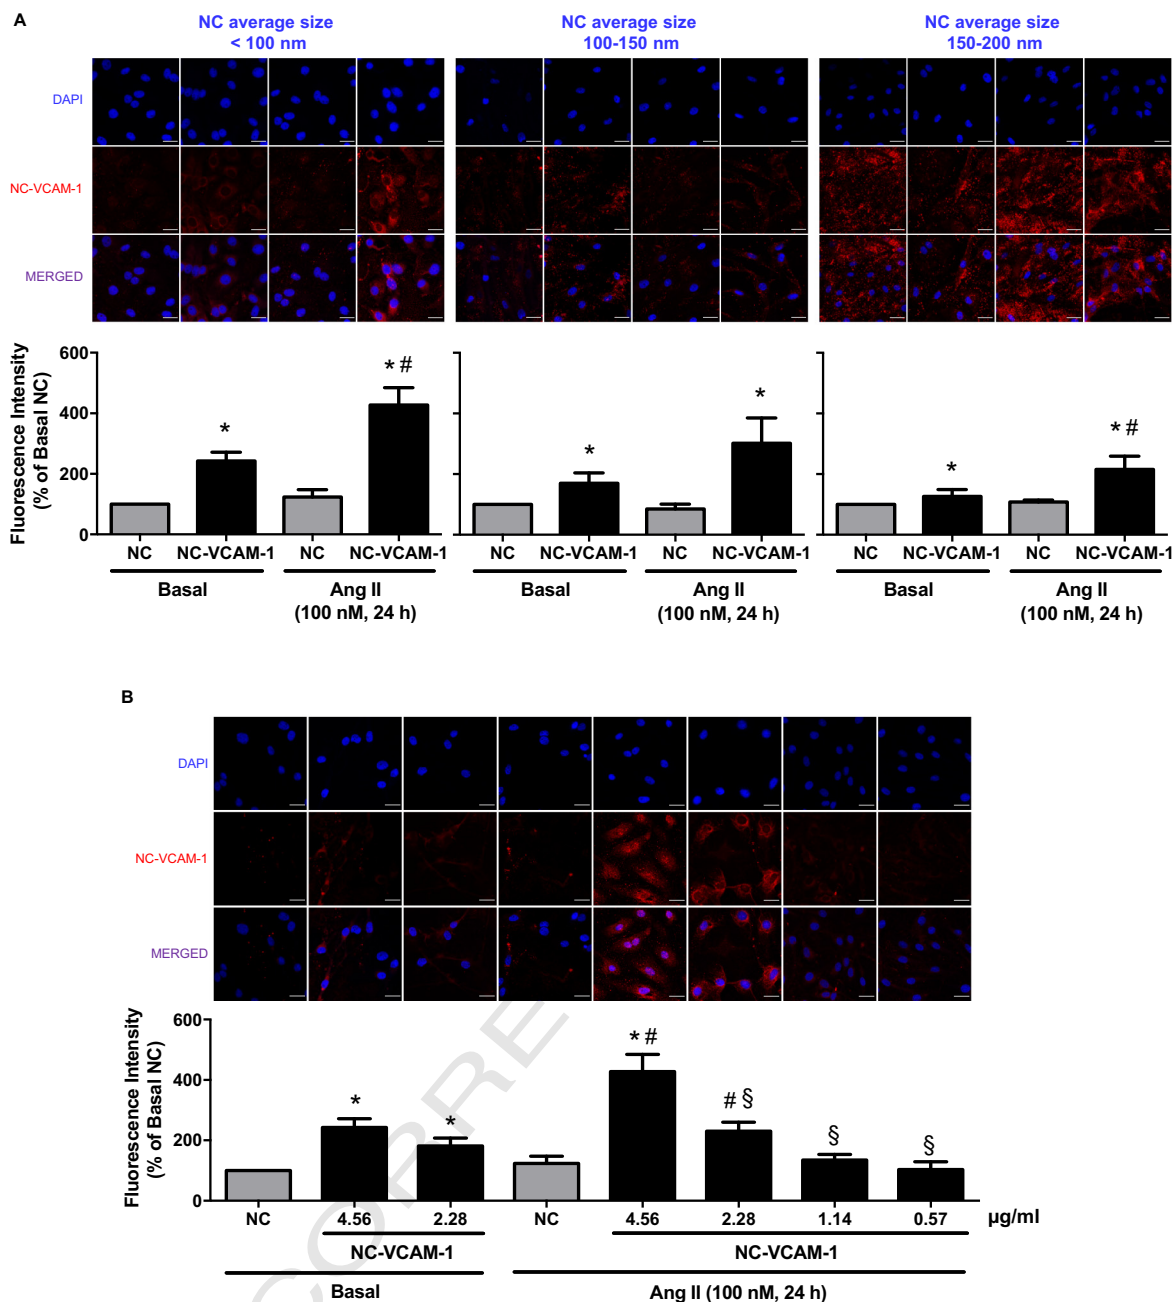 A
NC average size
< 100 nm
NC average size
100-150 nm
NC average size
150-200 nm
DAPI
NC-VCAM-1
MERGED
Fluorescence Intensity
(% of Basal NC)
600
400
200
0
*
* #
*
*
*
* #
NC NC-VCAM-1 NC NC-VCAM-1
NC NC-VCAM-1 NC NC-VCAM-1
NC NC-VCAM-1 NC NC-VCAM-1
Basal
Ang II
(100 nM, 24 h)
Basal
Ang II
(100 nM, 24 h)
Basal
Ang II
(100 nM, 24 h)
B
DAPI
NC-VCAM-1
MERGED
Fluorescence Intensity
(% of Basal NC)
600
400
200
0
*
*
* #
# §
§
§
NC 4.56 2.28 NC 4.56 2.28 1.14 0.57 µg/ml
NC-VCAM-1
NC-VCAM-1
Basal
Ang II (100 nM, 24 h)
CORRE